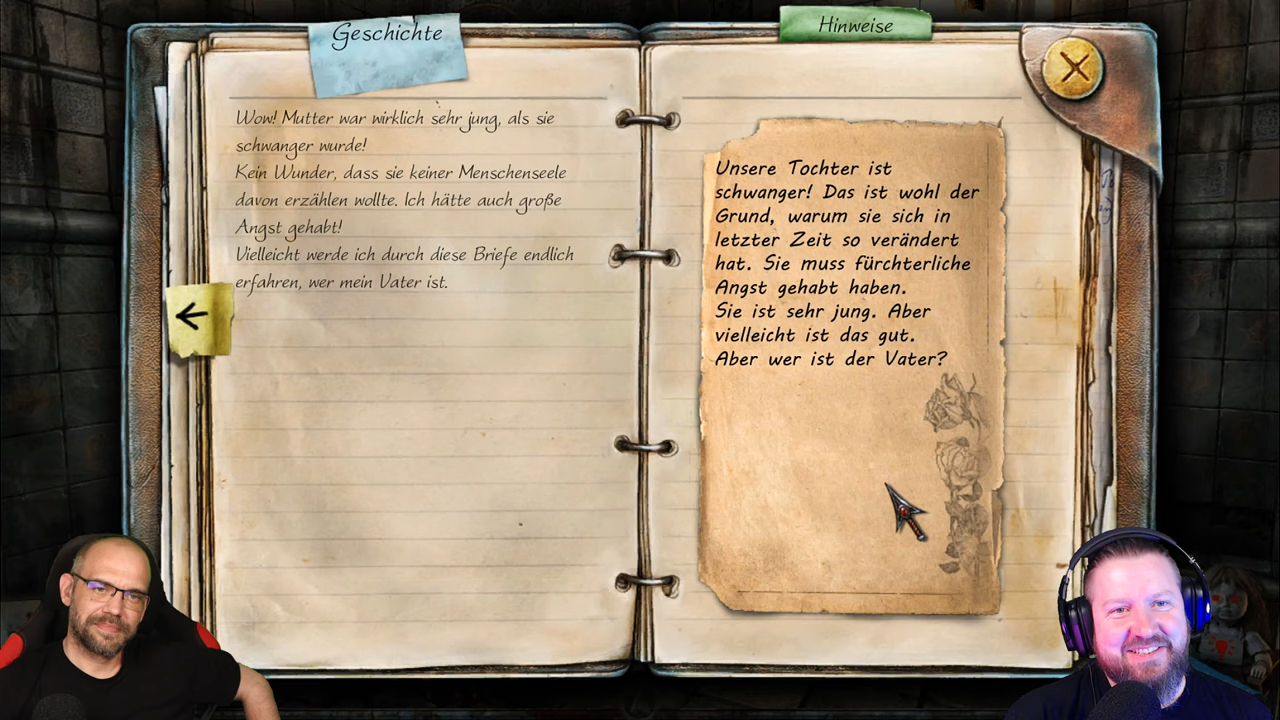 Geschichte
Wow! Mutter war wirklich sehr jung, als sie
schwanger wurde!
Kein Wunder, dass sie keiner Menschenseele
davon erzählen wollte. Ich hätte auch große
Angst gehabt!
Vielleicht werde ich durch diese Briefe endlich
erfahren, wer mein Vater ist.
Hinweise
Unsere Tochter ist
schwanger! Das ist wohl der
Grund, warum sie sich in
letzter Zeit so verändert
hat. Sie muss fürchterliche
Angst gehabt haben.
Sie ist sehr jung. Aber
vielleicht ist das gut.
Aber wer ist der Vater?